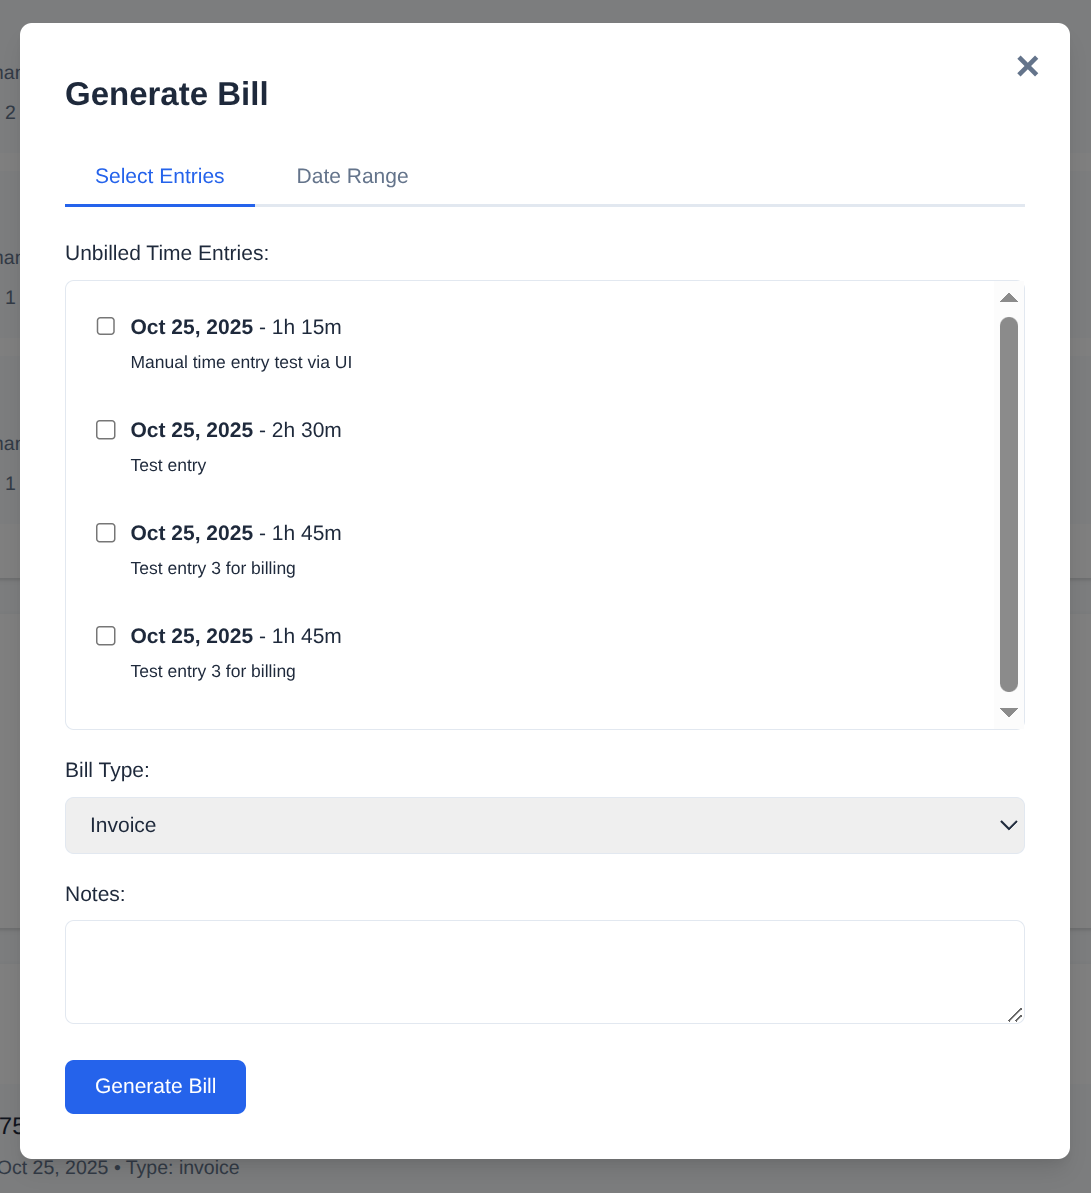 Generate Bill
Select Entries
Date Range
Unbilled Time Entries:
Oct 25, 2025 - 1h 15m
Manual time entry test via UI
Oct 25, 2025 - 2h 30m
Test entry
Oct 25, 2025 - 1h 45m
Test entry 3 for billing
Oct 25, 2025 - 1h 45m
Test entry 3 for billing
Bill Type:
Invoice
Notes:
Generate Bill
2
1
1
Oct 25, 2025 • Type: invoice